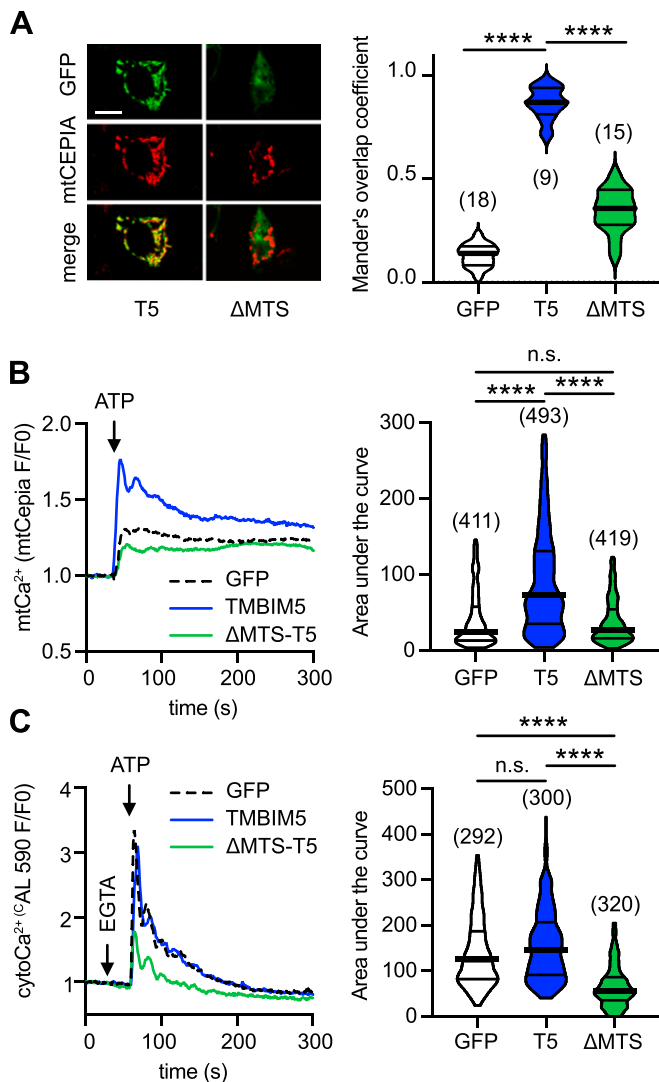 A
GFP
mtCEPIA
merge
T5
ΔMTS
Mander's overlap coefficient
1.0
0.5
0.0
****
****
(18)
(9)
(15)
GFP
T5
ΔMTS
B
mtCa²⁺ (mtCepia F/F0)
2.0
1.5
1.0
0.5
ATP
GFP
TMBIM5
ΔMTS-T5
0
100
200
300
time (s)
n.s.
****
****
Area under the curve
300
200
100
0
(411)
(493)
(419)
GFP
T5
ΔMTS
C
cytoCa²⁺ ⁽ᶜAL 590 F/F0)
4
3
2
1
EGTA
ATP
GFP
TMBIM5
ΔMTS-T5
0
100
200
300
time (s)
****
n.s.
****
Area under the curve
500
400
300
200
100
0
(292)
(300)
(320)
GFP
T5
ΔMTS